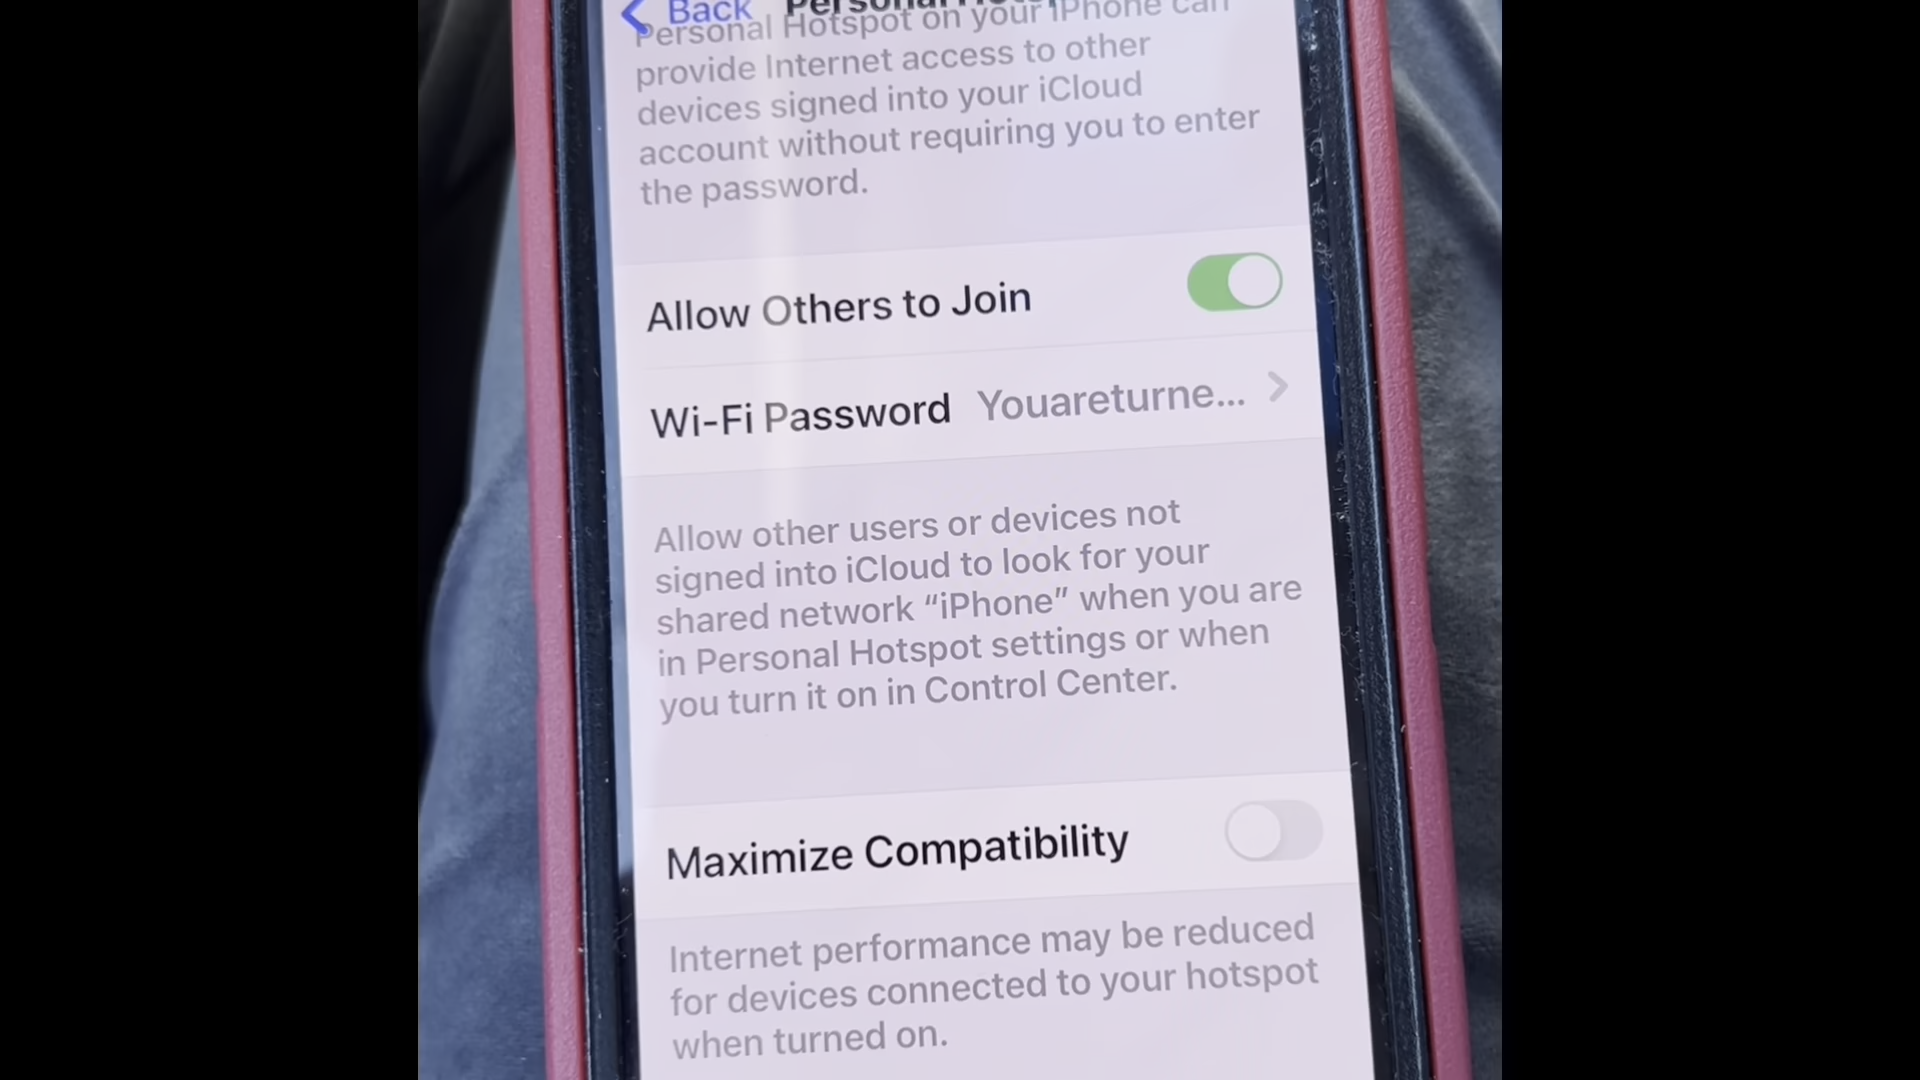 Back Personal
Personal Hotspot on your iPhone can
provide Internet access to other
devices signed into your iCloud
account without requiring you to enter
the password.
Allow Others to Join
Wi-Fi Password Youareturne...
Allow other users or devices not
signed into iCloud to look for your
shared network “iPhone” when you are
in Personal Hotspot settings or when
you turn it on in Control Center.
Maximize Compatibility
Internet performance may be reduced
for devices connected to your hotspot
when turned on.